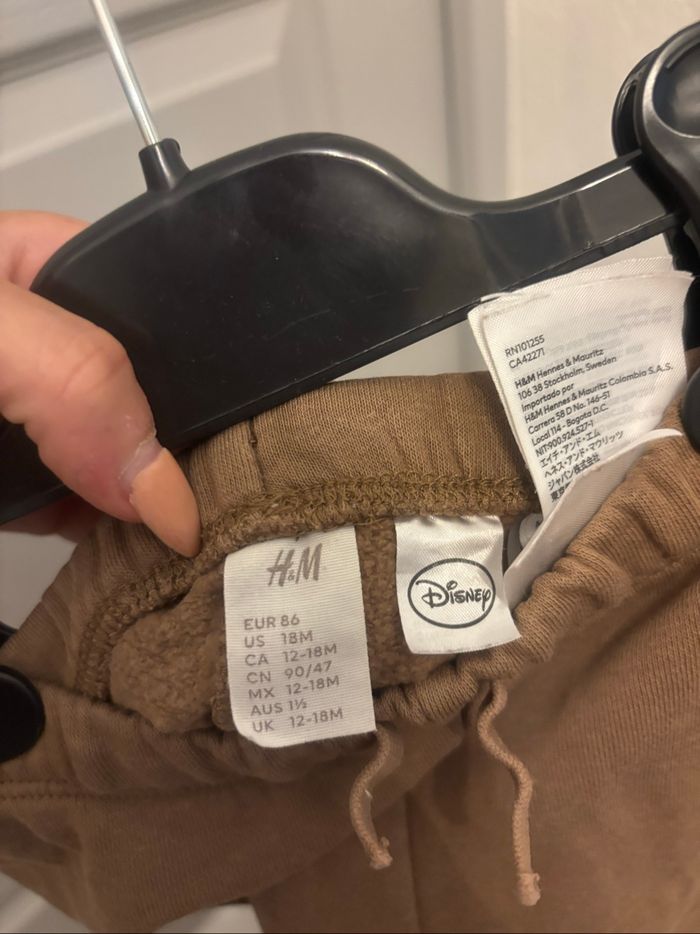 H&M
EUR 86
US 18M
CA 12-18M
CN 90/47
MX 12-18M
AUS 1½
UK 12-18M
DISNEY
RN101255
CA42271
H&M Hennes & Mauritz
106 38 Stockholm, Sweden
Importado por
H&M Hennes & Mauritz Colombia S.A.S.
Carrera 58 D No. 146-51
Local 114 - Bogota D.C.
NIT:900.924.527-1
エイチ・アンド・エム
ヘネス・アンド・マウリッツ
ジャパン株式会社
東京